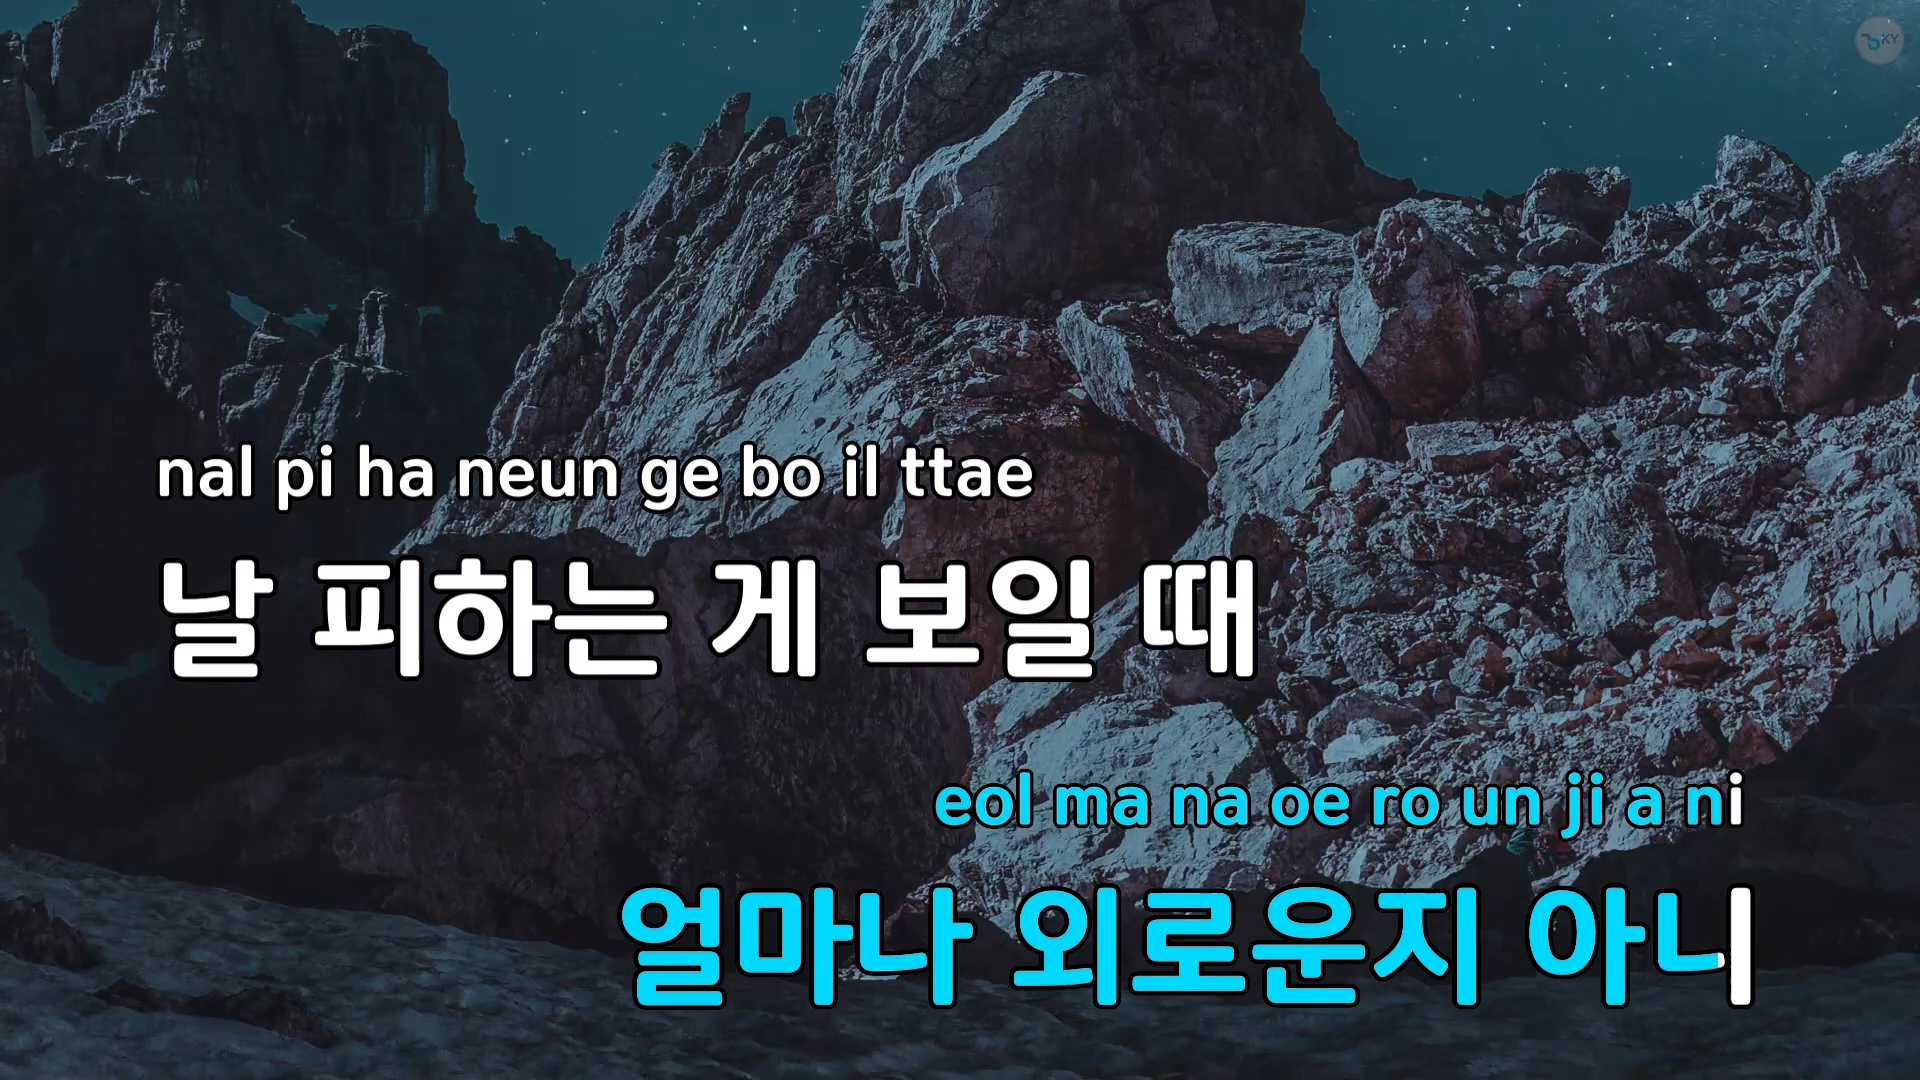 KY
nal pi ha neun ge bo il ttae
날 피하는 게 보일 때
eol ma na oe ro un ji a ni
얼마나 외로운지 아니